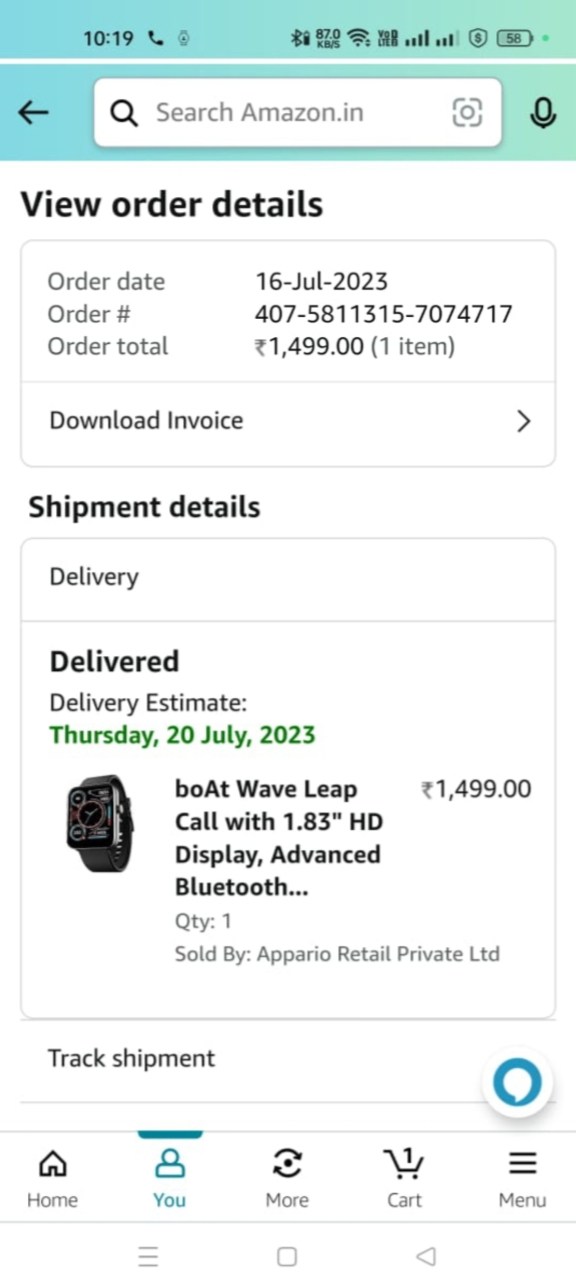 10:19 87.0 KB/S VoD LTEB 58
Search Amazon.in
View order details
Order date 16-Jul-2023
Order # 407-5811315-7074717
Order total ₹1,499.00 (1 item)
Download Invoice
Shipment details
Delivery
Delivered
Delivery Estimate:
Thursday, 20 July, 2023
boAt Wave Leap ₹1,499.00
Call with 1.83" HD
Display, Advanced
Bluetooth...
Qty: 1
Sold By: Appario Retail Private Ltd
Track shipment
1
Home You More Cart Menu